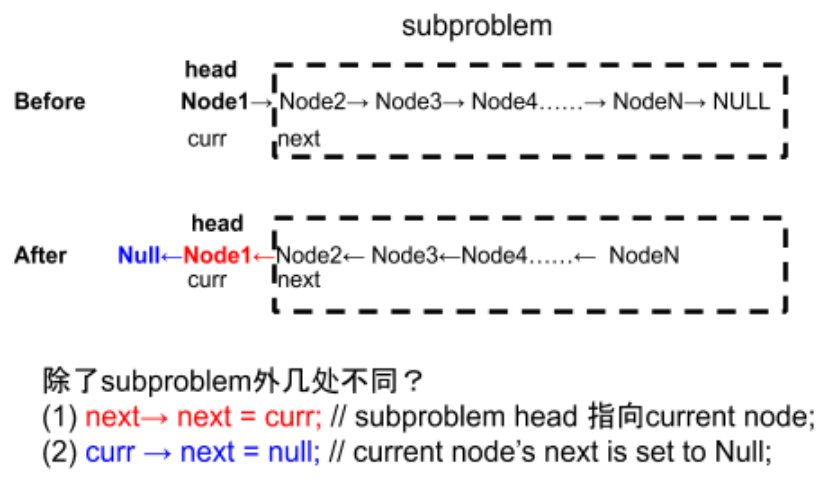 subproblem
head
Before Node1→ Node2→ Node3→ Node4……→ NodeN→ NULL
curr next
head
After Null←Node1← Node2← Node3←Node4……← NodeN
curr next
除了subproblem外几处不同？
(1) next→ next = curr; // subproblem head 指向current node;
(2) curr → next = null; // current node's next is set to Null;